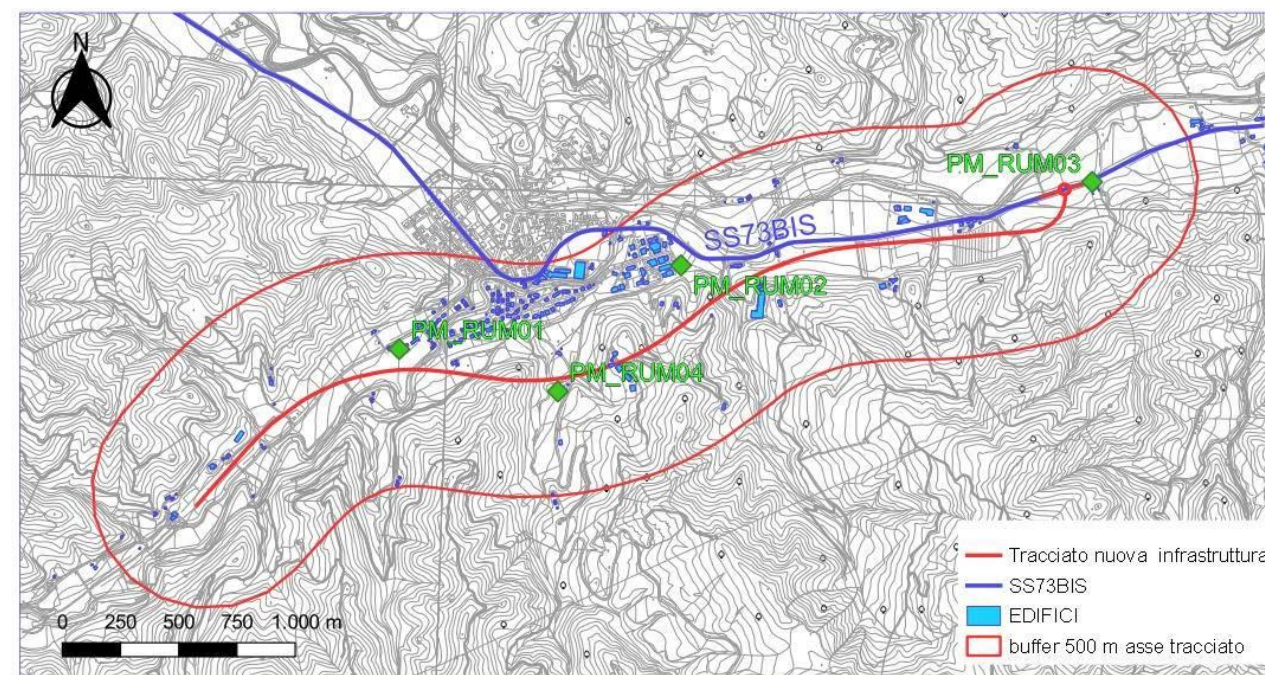 N
PM_RUM03
SS73BIS
PM_RUM02
PM_RUM01
PM_RUM04
0 250 500 750 1.000 m
Tracciato nuova infrastruttura
SS73BIS
EDIFICI
buffer 500 m asse tracciato